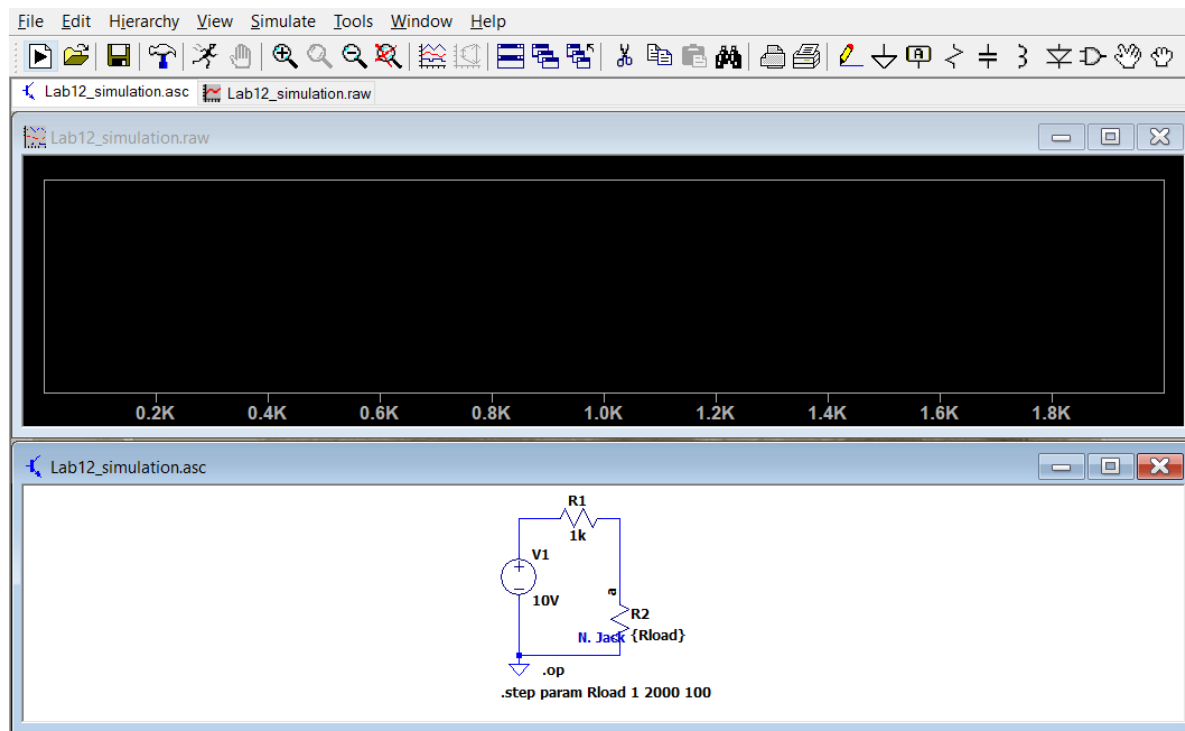 File Edit Hierarchy View Simulate Tools Window Help
A
Lab12_simulation.asc Lab12_simulation.raw
Lab12_simulation.raw
0.2K 0.4K 0.6K 0.8K 1.0K 1.2K 1.4K 1.6K 1.8K
Lab12_simulation.asc
R1
1k
V1
10V
a
R2
N. Jack {Rload}
.op
.step param Rload 1 2000 100